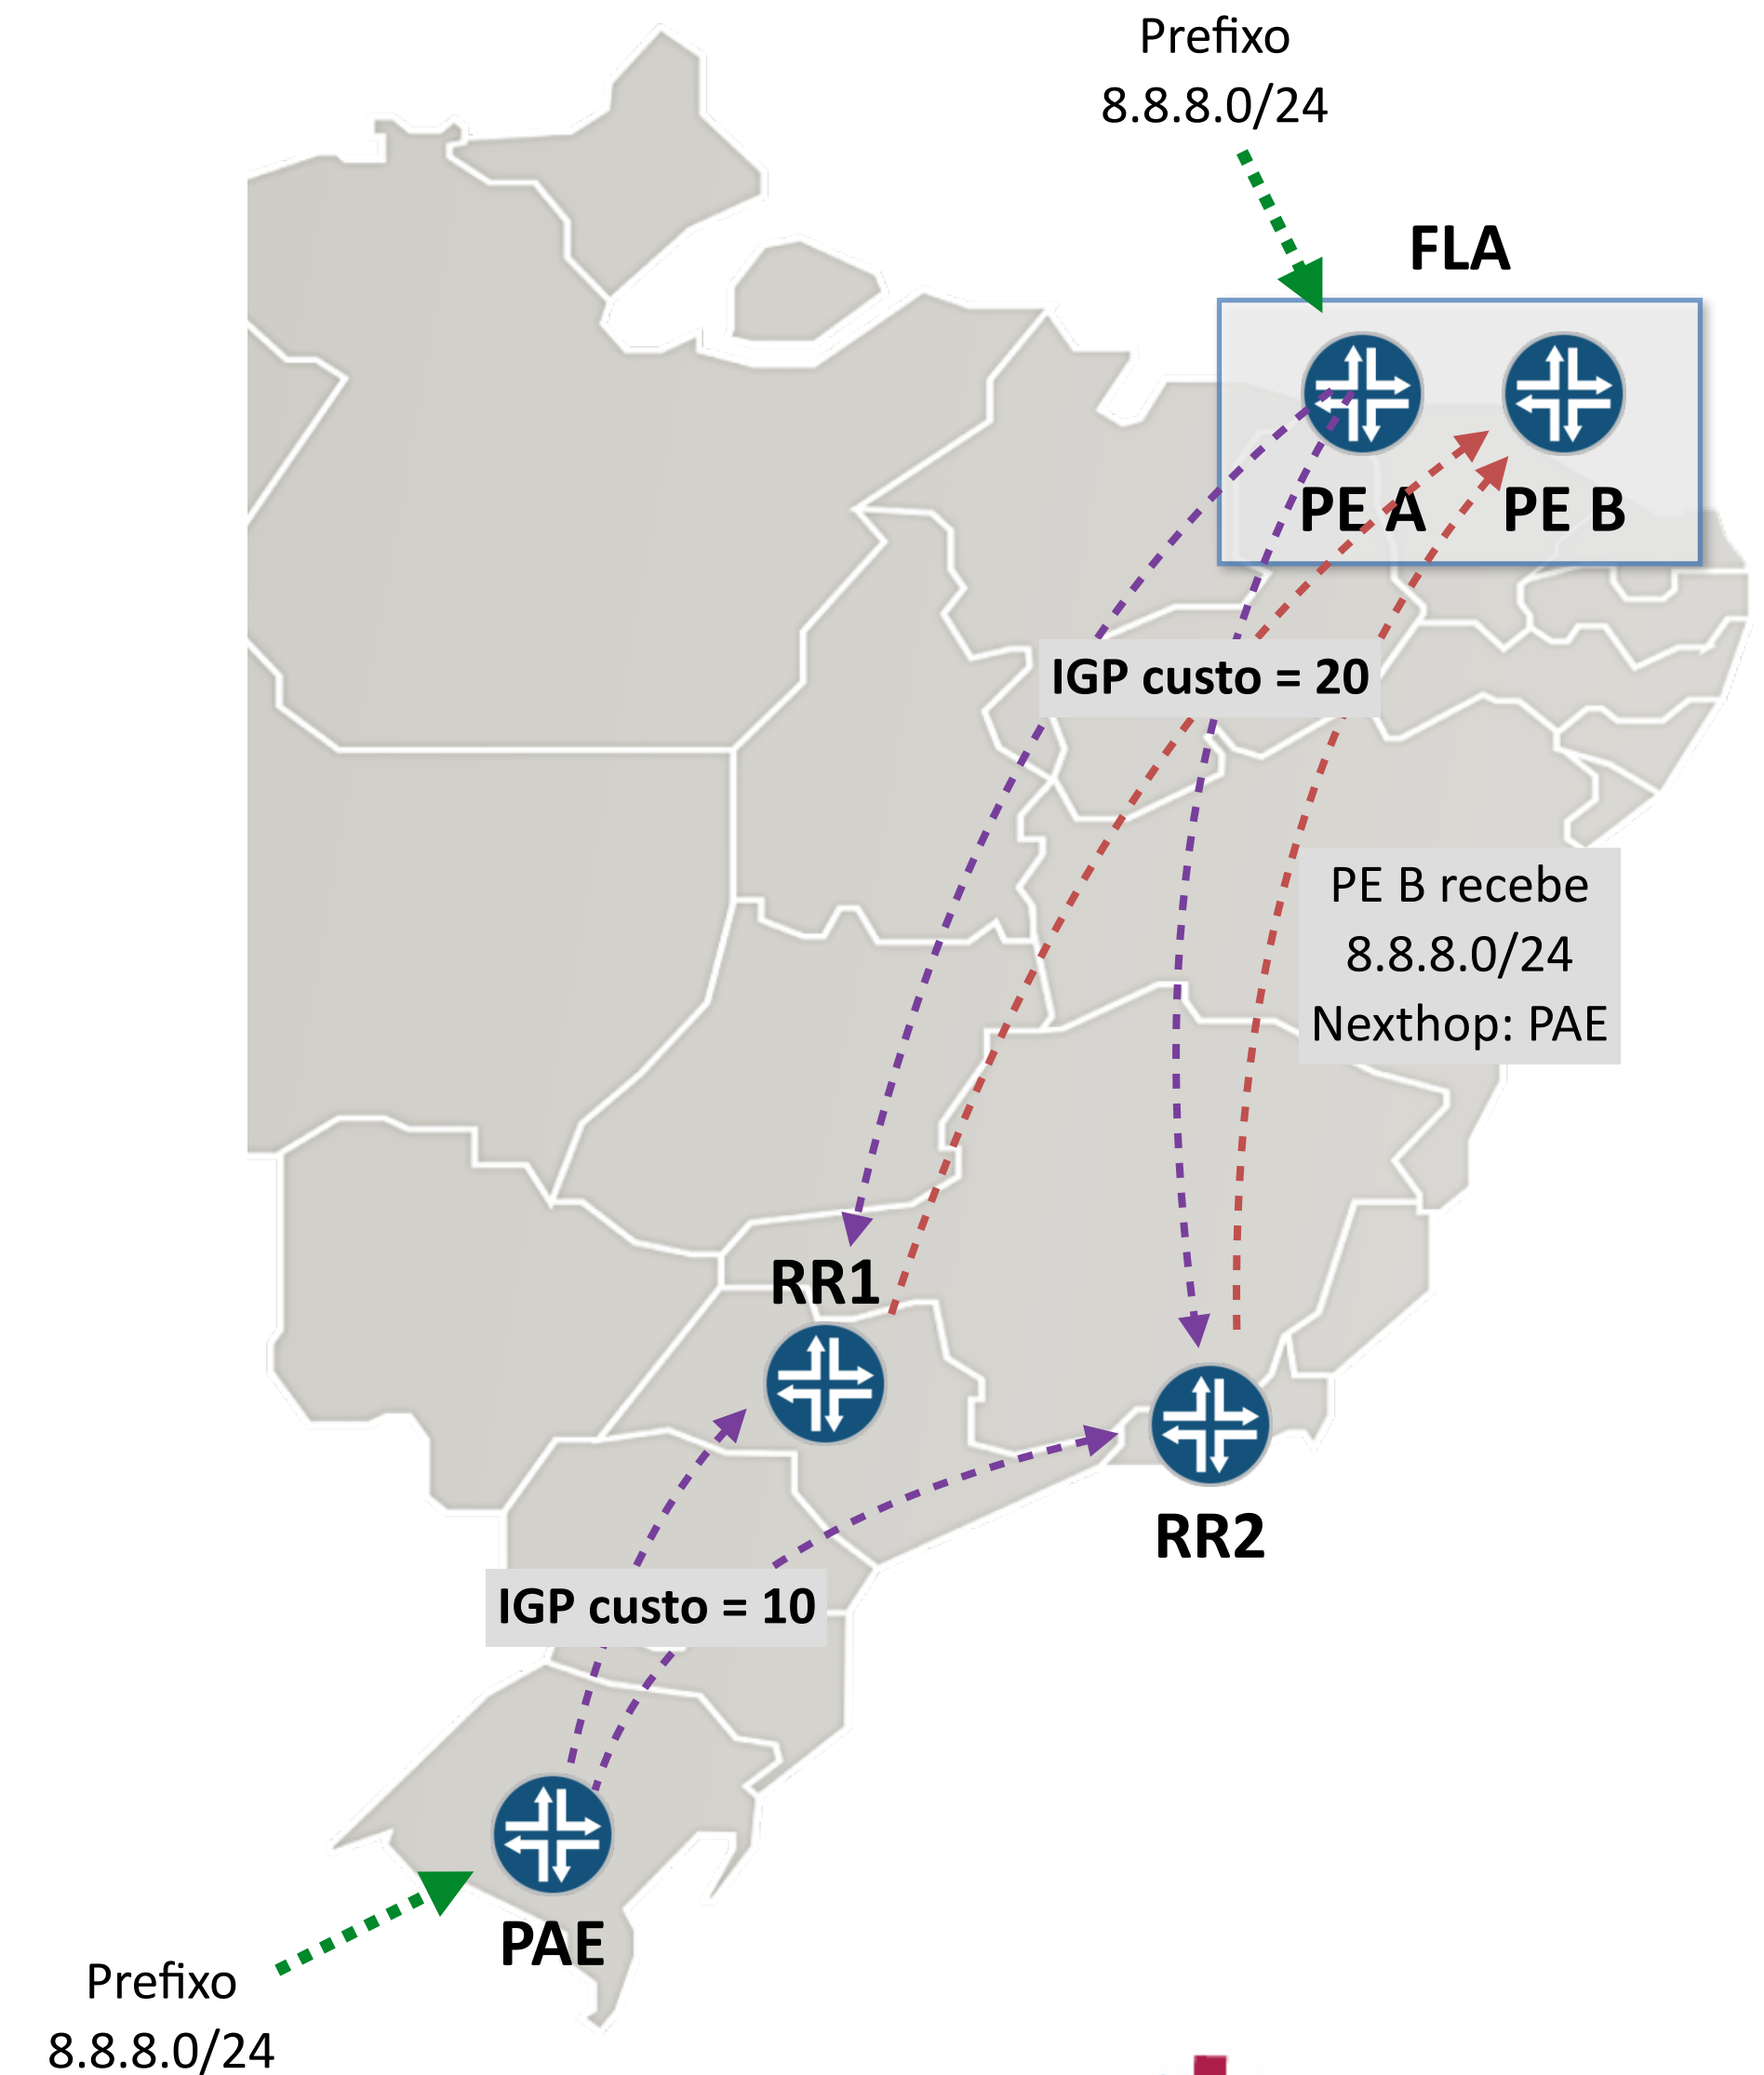 Prefixo
8.8.8.0/24
FLA
PE A
PE B
IGP custo = 20
PE B recebe
8.8.8.0/24
Nexthop: PAE
RR1
RR2
IGP custo = 10
PAE
Prefixo
8.8.8.0/24